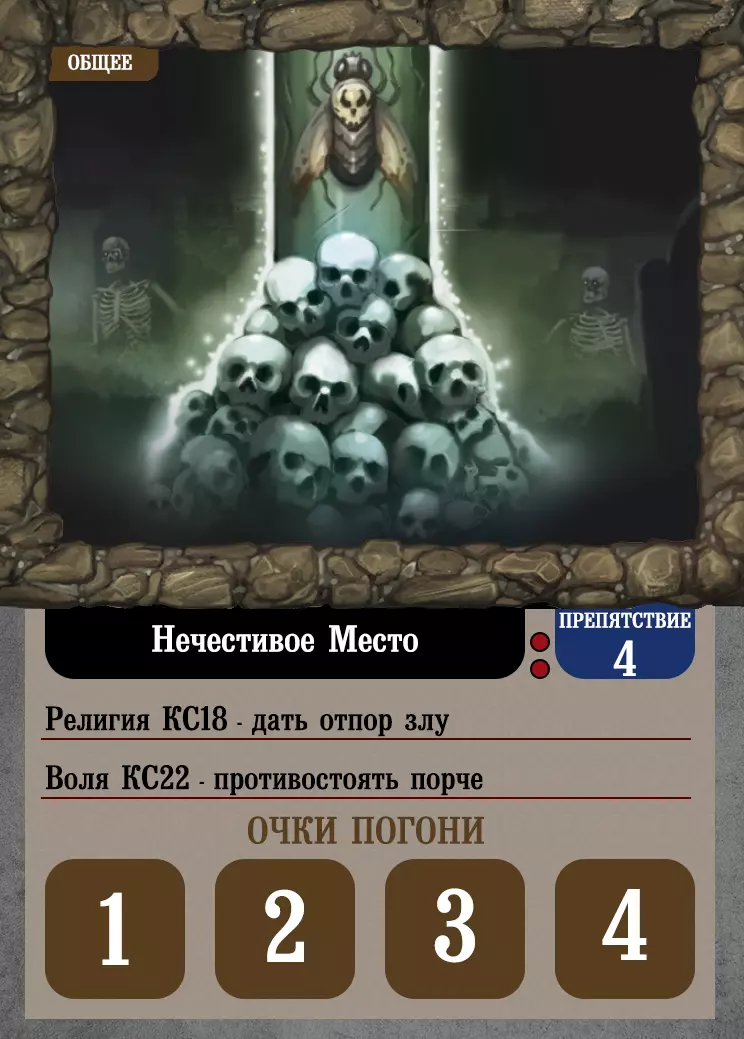 ОБЩЕЕ
Нечестивое Место
ПРЕПЯТСТВИЕ
4
Религия КС18 - дать отпор злу
Воля КС22 - противостоять порче
ОЧКИ ПОГОНИ
1 2 3 4